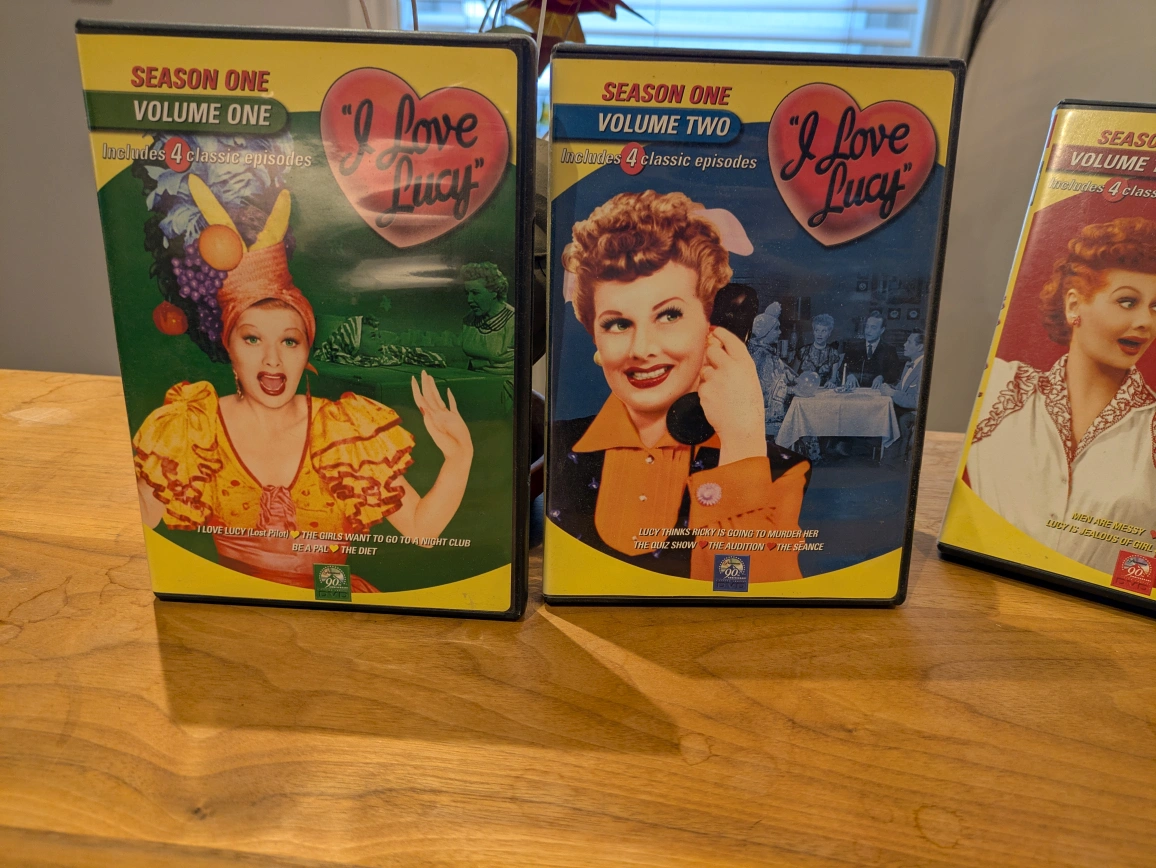 SEASON ONE
VOLUME ONE
Includes 4 classic episodes
"I Love
Lucy"
I LOVE LUCY (Lost Pilot) THE GIRLS WANT TO GO TO A NIGHT CLUB
BE A PAL THE DIET
90
SEASON ONE
VOLUME TWO
Includes 4 classic episodes
"I Love
Lucy"
LUCY THINKS RICKY IS GOING TO MURDER HER
THE QUIZ SHOW THE AUDITION THE SEANCE
90
SEASO
VOLUME
Includes 4 class
MEN ARE MESSY
LUCY IS JEALOUS OF GIRL
90